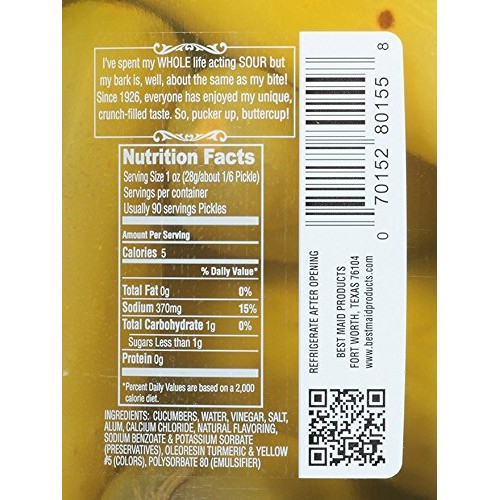 I've spent my WHOLE life acting SOUR but
my bark is, well, about the same as my bite!
Since 1926, everyone has enjoyed my unique,
crunch-filled taste. So, pucker up, buttercup!
Nutrition Facts
Serving Size 1 oz (28g/about 1/6 Pickle)
Servings per container
Usually 90 servings Pickles
Amount Per Serving
Calories 5
% Daily Value*
Total Fat 0g 0%
Sodium 370mg 15%
Total Carbohydrate 1g 0%
Sugars Less than 1g
Protein 0g
*Percent Daily Values are based on a 2,000
calorie diet.
INGREDIENTS: CUCUMBERS, WATER, VINEGAR, SALT,
ALUM, CALCIUM CHLORIDE, NATURAL FLAVORING,
SODIUM BENZOATE & POTASSIUM SORBATE
(PRESERVATIVES), OLEORESIN TURMERIC & YELLOW
#5 (COLORS), POLYSORBATE 80 (EMULSIFIER)
0 70152 80155 8
REFRIGERATE AFTER OPENING
BEST MAID PRODUCTS
FORT WORTH, TEXAS 76104
www.bestmaidproducts.com